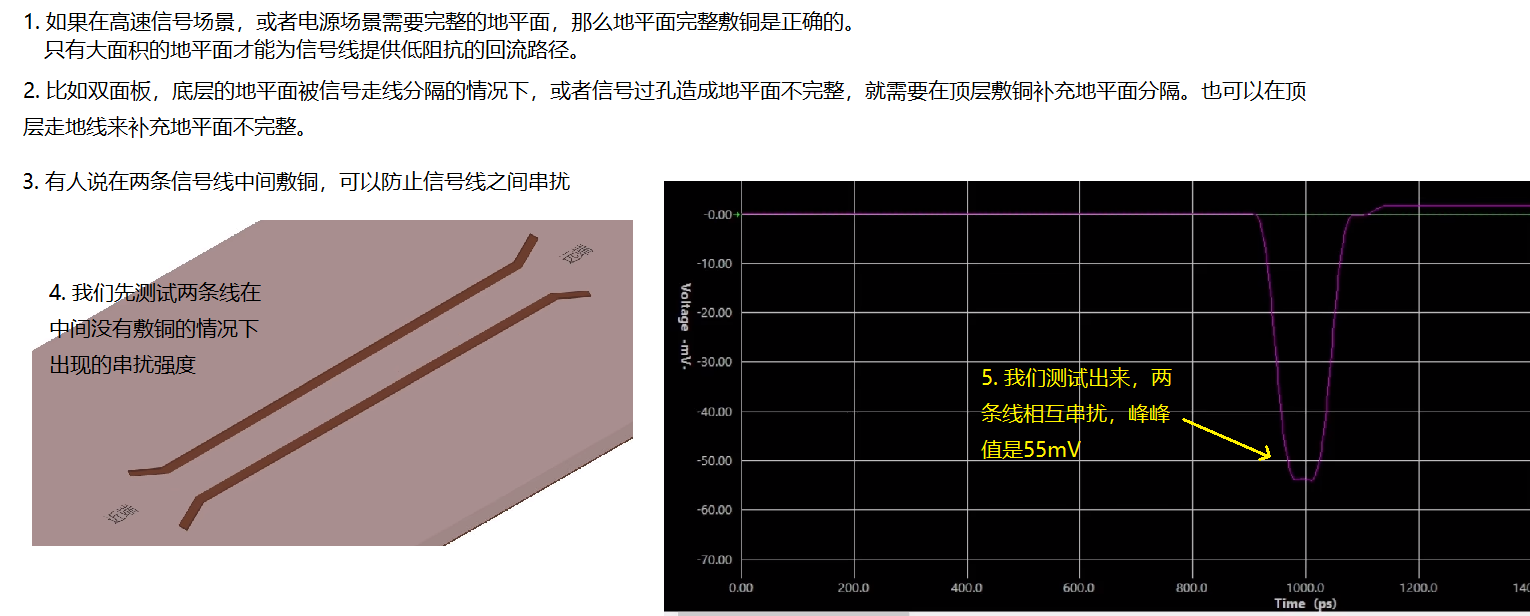 1. 如果在高速信号场景，或者电源场景需要完整的地平面，那么地平面完整敷铜是正确的。
只有大面积的地平面才能为信号线提供低阻抗的回流路径。
2. 比如双面板，底层的地平面被信号走线分隔的情况下，或者信号过孔造成地平面不完整，就需要在顶层敷铜补充地平面分隔。也可以在顶
层走地线来补充地平面不完整。
3. 有人说在两条信号线中间敷铜，可以防止信号线之间串扰
远端
4. 我们先测试两条线在
中间没有敷铜的情况下
出现的串扰强度
近端
-0.00
-10.00
-20.00
-30.00
-40.00
-50.00
-60.00
-70.00
Voltage -mV-
5. 我们测试出来，两
条线相互串扰，峰峰
值是55mV
0.00 200.0 400.0 600.0 800.0 1000.0 1200.0 140
Time (ps)